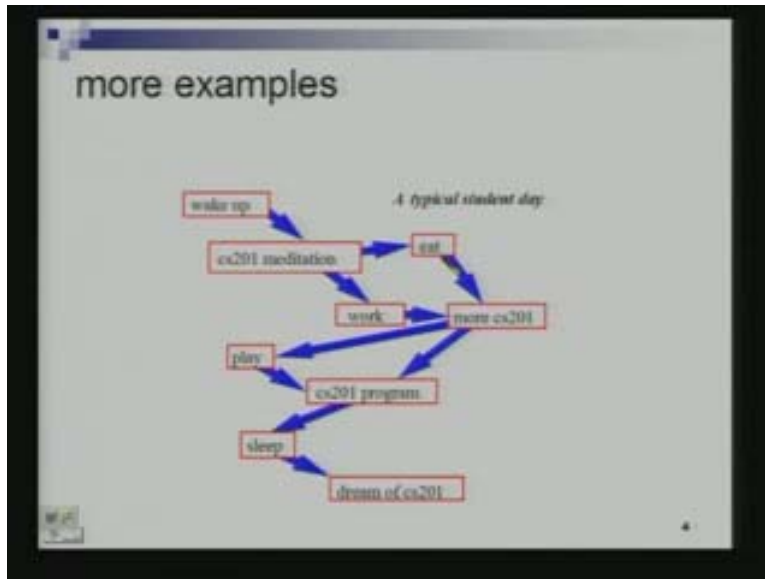 more examples
A typical student day
wake up
cs201 meditation
eat
work
more cs201
play
cs201 program
sleep
dream of cs201
4